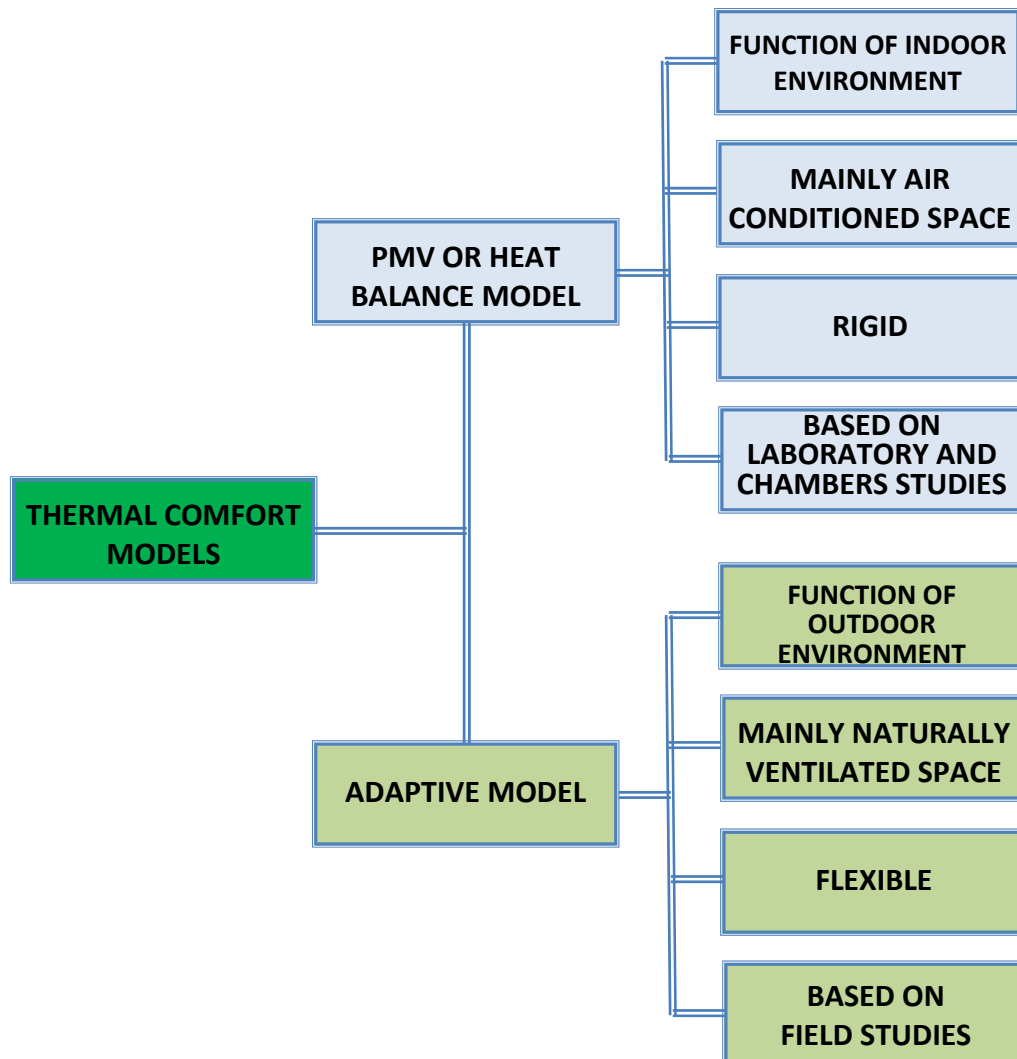 FUNCTION OF INDOOR
ENVIRONMENT
MAINLY AIR
CONDITIONED SPACE
PMV OR HEAT
BALANCE MODEL
RIGID
BASED ON
LABORATORY AND
CHAMBERS STUDIES
THERMAL COMFORT
MODELS
FUNCTION OF
OUTDOOR
ENVIRONMENT
MAINLY NATURALLY
VENTILATED SPACE
ADAPTIVE MODEL
FLEXIBLE
BASED ON
FIELD STUDIES